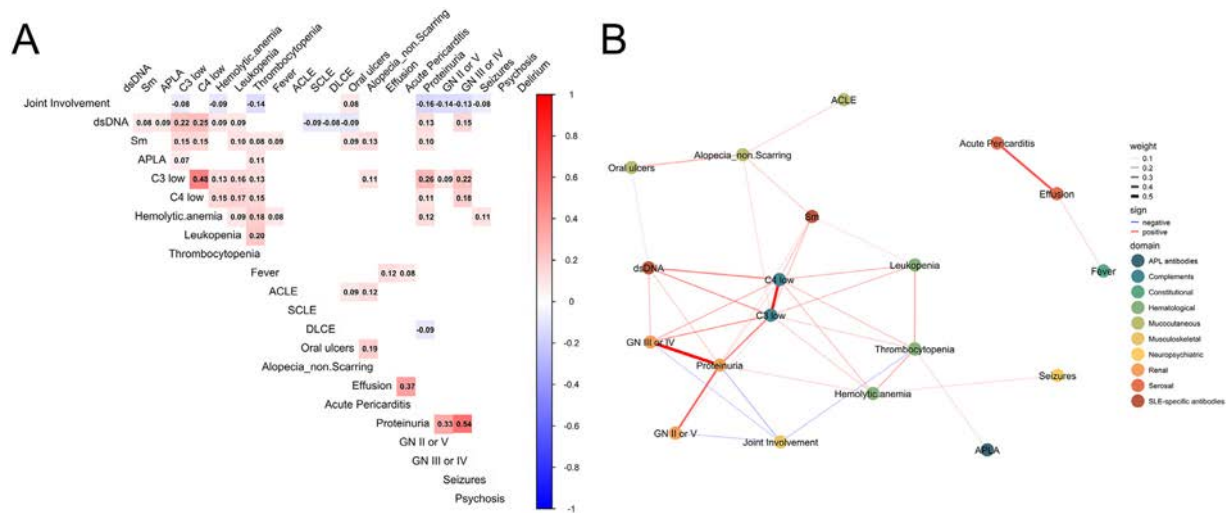 A
dsDNA
Sm
APLA
C3 low
C4 low
Hemolytic.anemia
Leukopenia
Thrombocytopenia
Fever
ACLE
SCLE
DLCE
Oral ulcers
Alopecia_non.Scarring
Effusion
Acute Pericarditis
Proteinuria
GN II or V
GN III or IV
Seizures
Psychosis
Delirium
Joint Involvement -0.08 -0.09 -0.14 0.08 -0.16 -0.14 -0.13 -0.08
dsDNA 0.08 0.09 0.22 0.25 0.09 0.09 -0.09 -0.08 -0.09 0.13 0.15
Sm 0.15 0.15 0.10 0.08 0.09 0.09 0.13 0.10
APLA 0.07 0.11
C3 low 0.48 0.13 0.16 0.13 0.11 0.26 0.09 0.22
C4 low 0.15 0.17 0.15 0.11 0.18
Hemolytic.anemia 0.09 0.18 0.08 0.12 0.11
Leukopenia 0.20
Thrombocytopenia
Fever 0.12 0.08
ACLE 0.09 0.12
SCLE
DLCE -0.09
Oral ulcers 0.19
Alopecia_non.Scarring
Effusion 0.37
Acute Pericarditis
Proteinuria 0.33 0.54
GN II or V
GN III or IV
Seizures
Psychosis
1
0.8
0.6
0.4
0.2
0
-0.2
-0.4
-0.6
-0.8
-1
B
ACLE
Acute Pericarditis
Alopecia_non.Scarring
Oral ulcers
Effusion
Sm
dsDNA
Leukopenia
Fever
C4 low
C3 low
GN III or IV
Thrombocytopenia
Proteinuria
Seizures
Hemolytic.anemia
GN II or V
Joint Involvement
APLA
weight
0.1
0.2
0.3
0.4
0.5
sign
negative
positive
domain
APL antibodies
Complements
Constitutional
Hematological
Mucocutaneous
Musculoskeletal
Neuropsychiatric
Renal
Serosal
SLE-specific antibodies